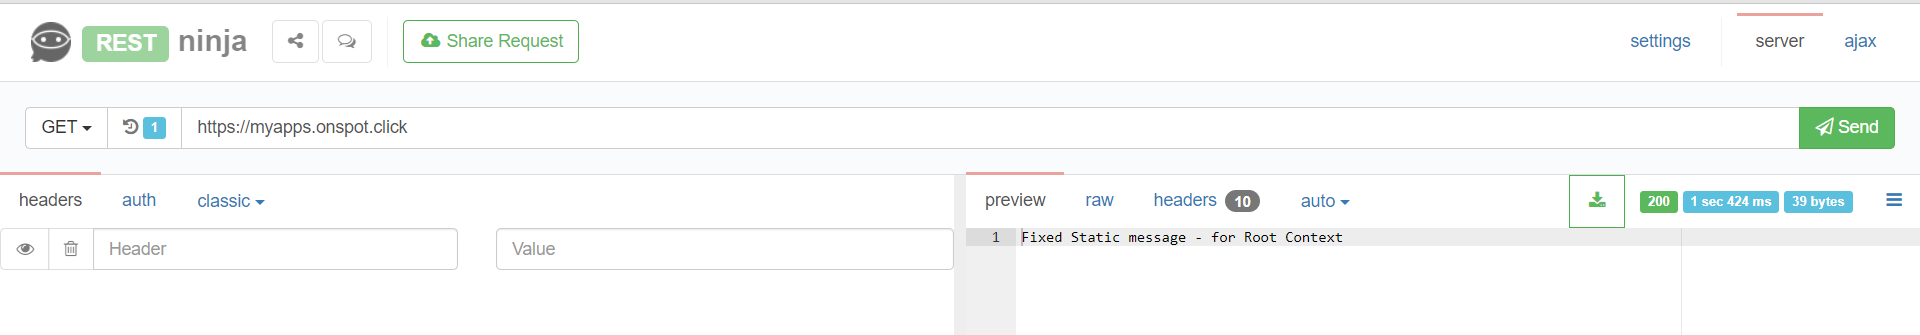 REST ninja Share Request settings server ajax
GET 1 https://myapps.onspot.click Send
headers auth classic preview raw headers 10 auto 200 1 sec 424 ms 39 bytes
Header Value 1 Fixed Static message - for Root Context